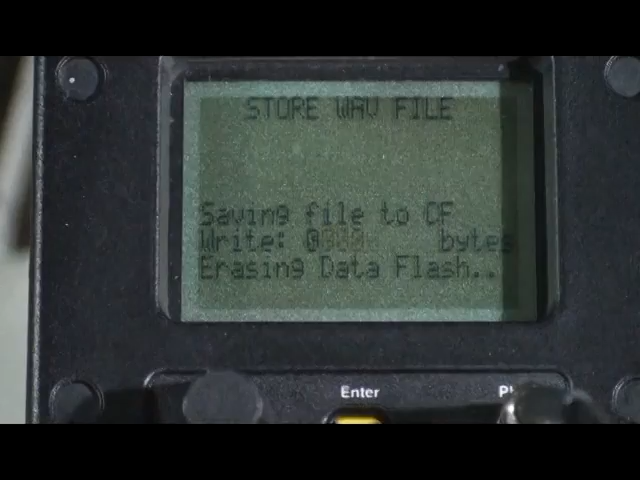 STORE WAV FILE
Saving file to CF
Write: bytes
Erasing Data Flash..
Enter